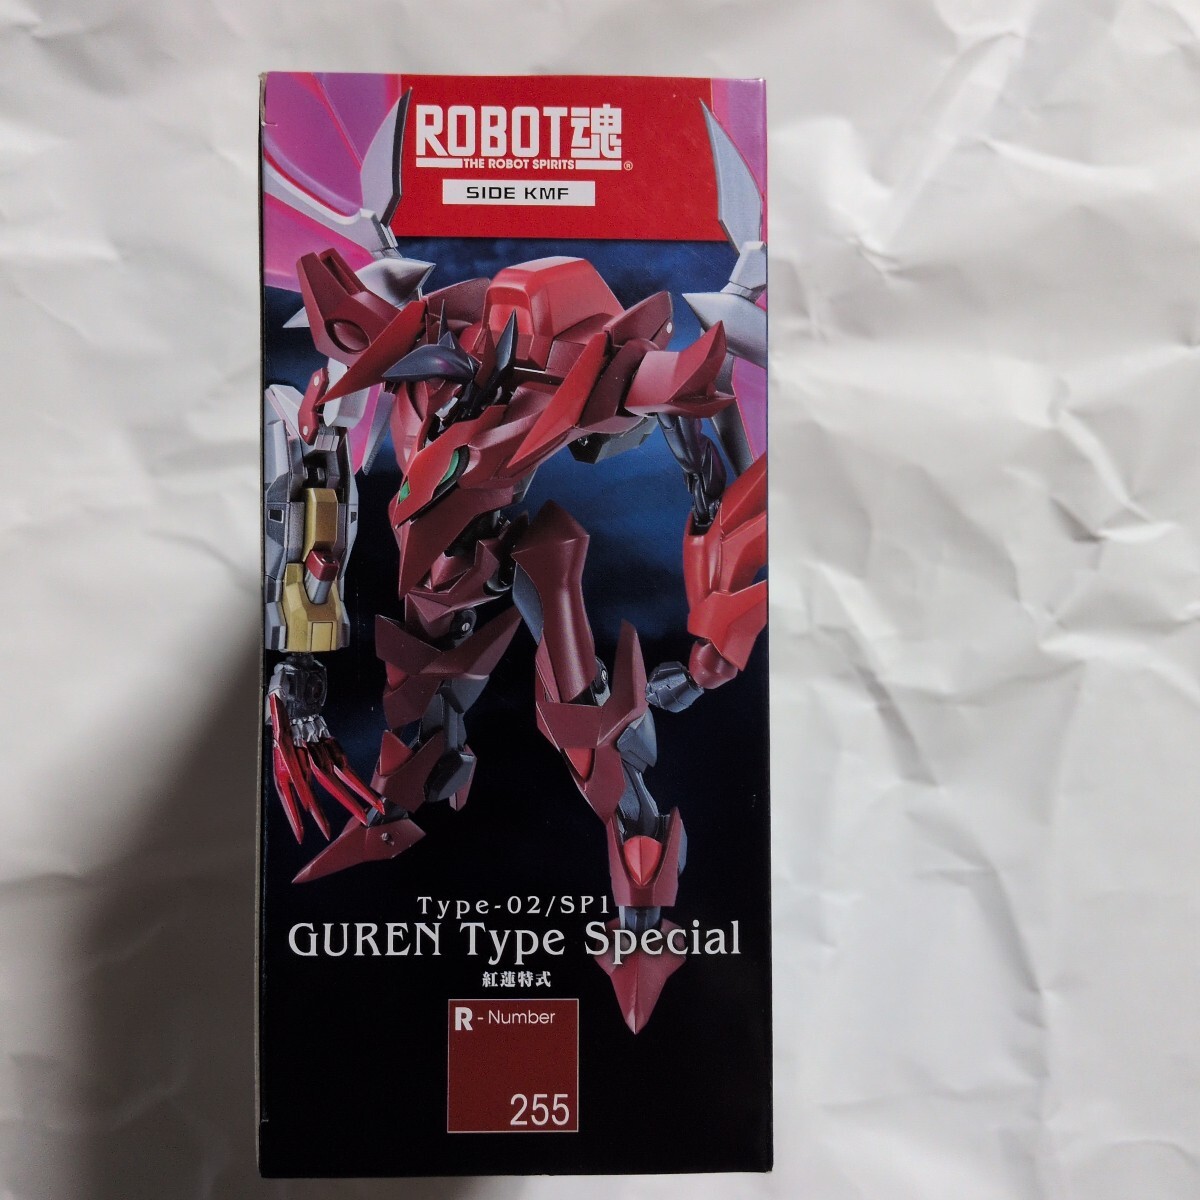 ROBOT魂
THE ROBOT SPIRITS®
SIDE KMF
Type-02/SP1
GUREN Type Special
紅蓮特式
R - Number
255